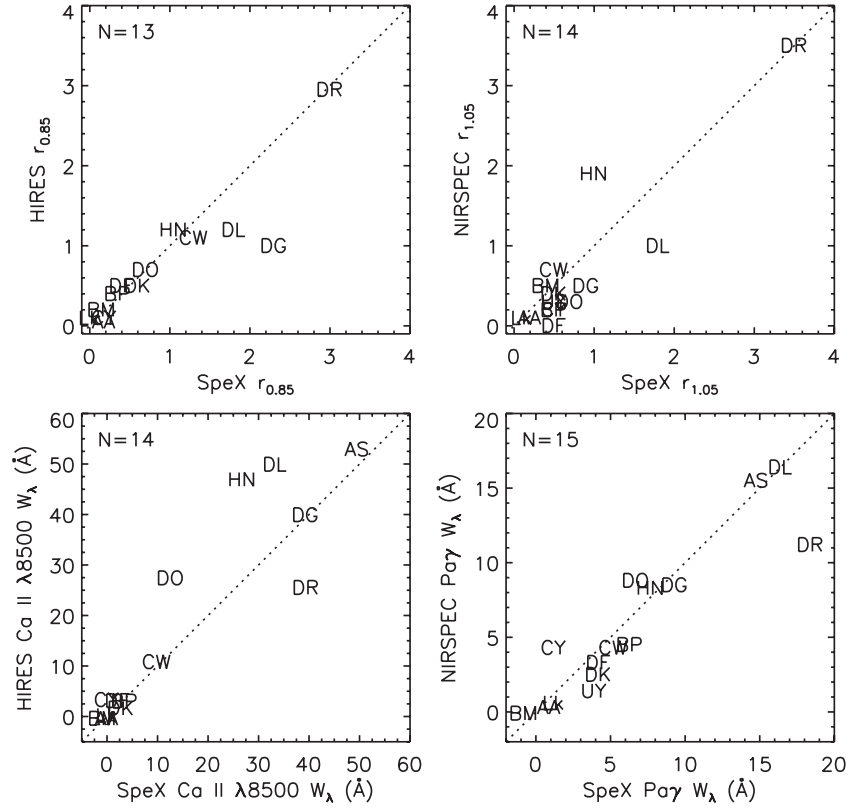 N=13
HIRES r0.85
4
3
2
1
0
DR
HN
CW
DL
DG
DO
DF
DK
BP
BM
AA
0 1 2 3 4
SpeX r0.85
N=14
NIRSPEC r1.05
4
3
2
1
0
DR
HN
DL
CW
BM
DG
DK
DO
BP
DF
AA
0 1 2 3 4
SpeX r1.05
N=14
HIRES Ca II λ8500 Wλ (Å)
60
50
40
30
20
10
0
AS
DL
HN
DG
DO
DR
CW
DK
0 10 20 30 40 50 60
SpeX Ca II λ8500 Wλ (Å)
N=15
NIRSPEC Paγ Wλ (Å)
20
15
10
5
0
DL
AS
DR
DO
HN
DG
CY
CW
BP
DF
DK
UY
AA
BM
0 5 10 15 20
SpeX Paγ Wλ (Å)